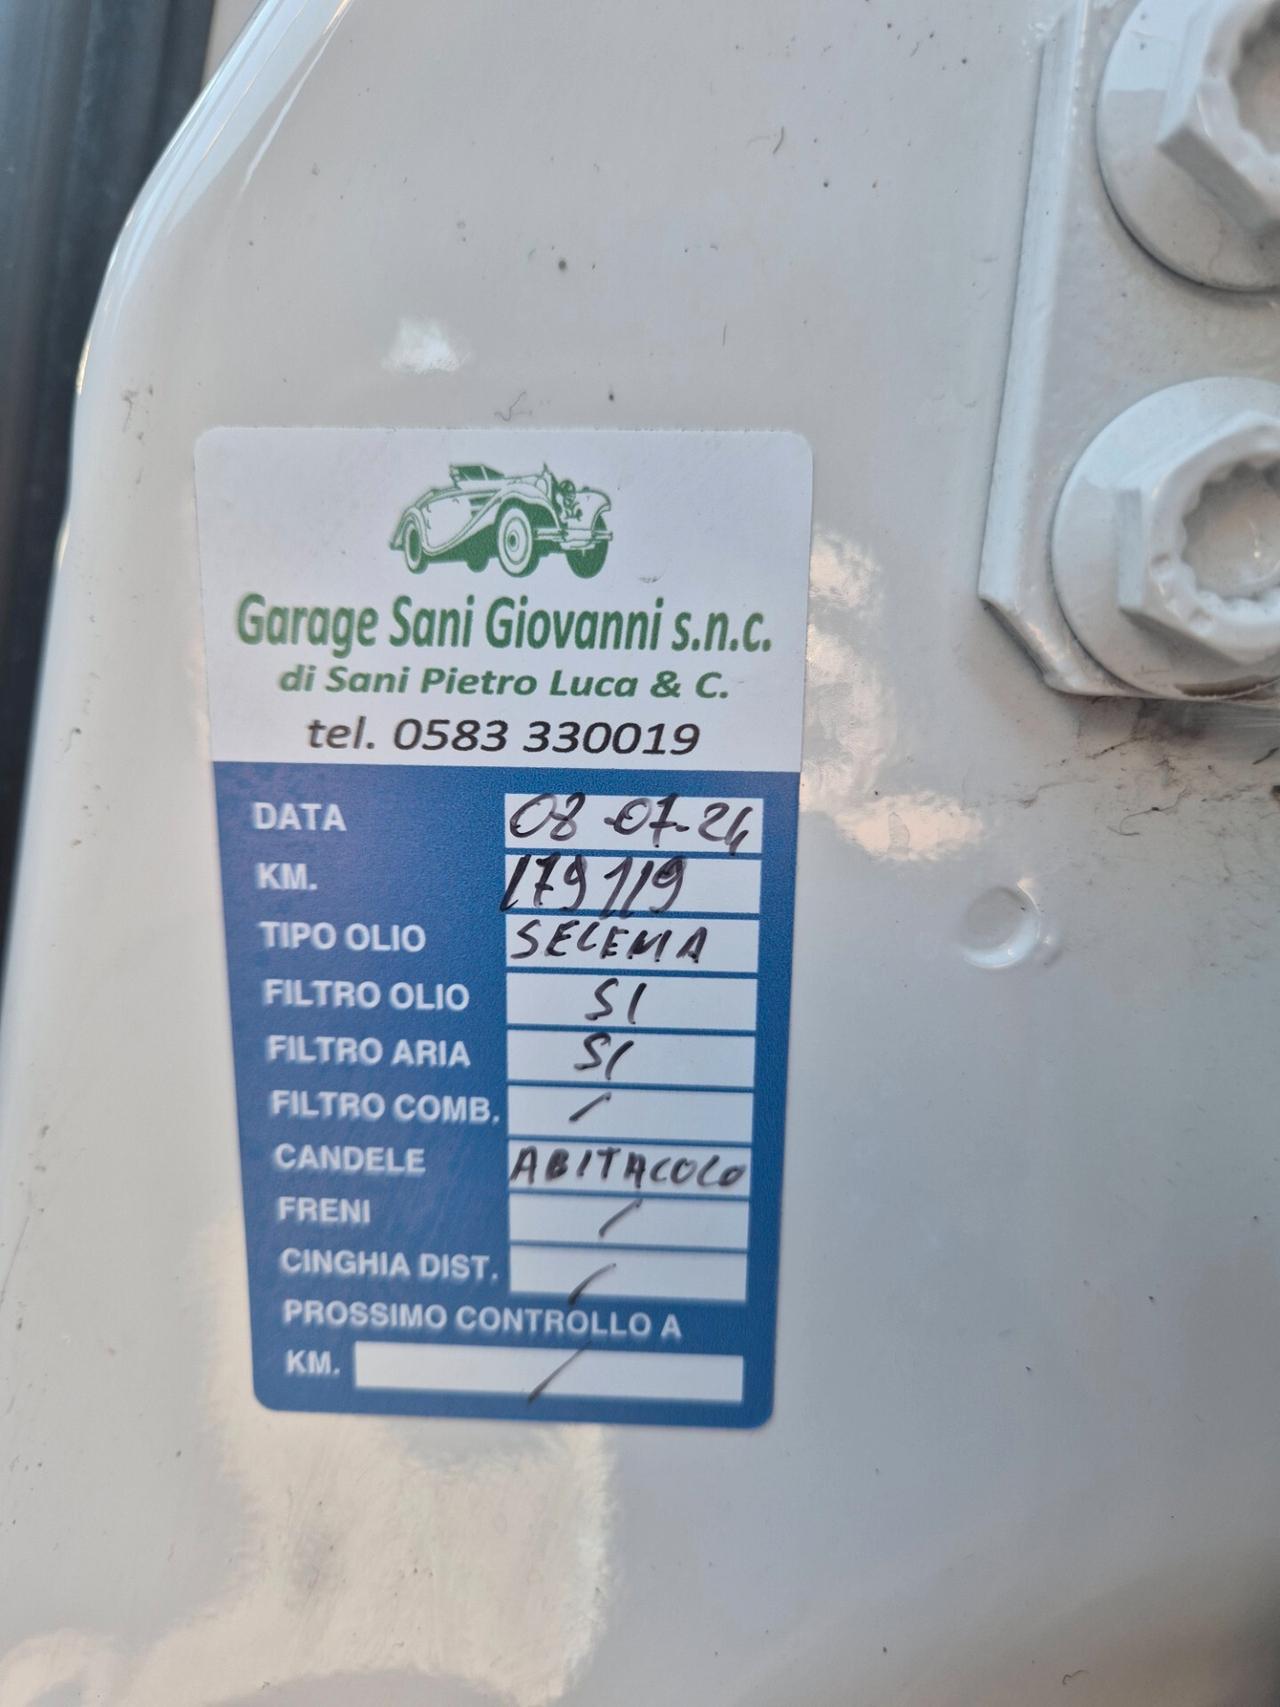 Garage Sani Giovanni s.n.c.
di Sani Pietro Luca & C.
tel. 0583 330019
DATA 08-07-24
KM. 179119
TIPO OLIO SELENIA
FILTRO OLIO SI
FILTRO ARIA SI
FILTRO COMB. /
CANDELE ABITACOLO
FRENI /
CINGHIA DIST. /
PROSSIMO CONTROLLO A
KM. /